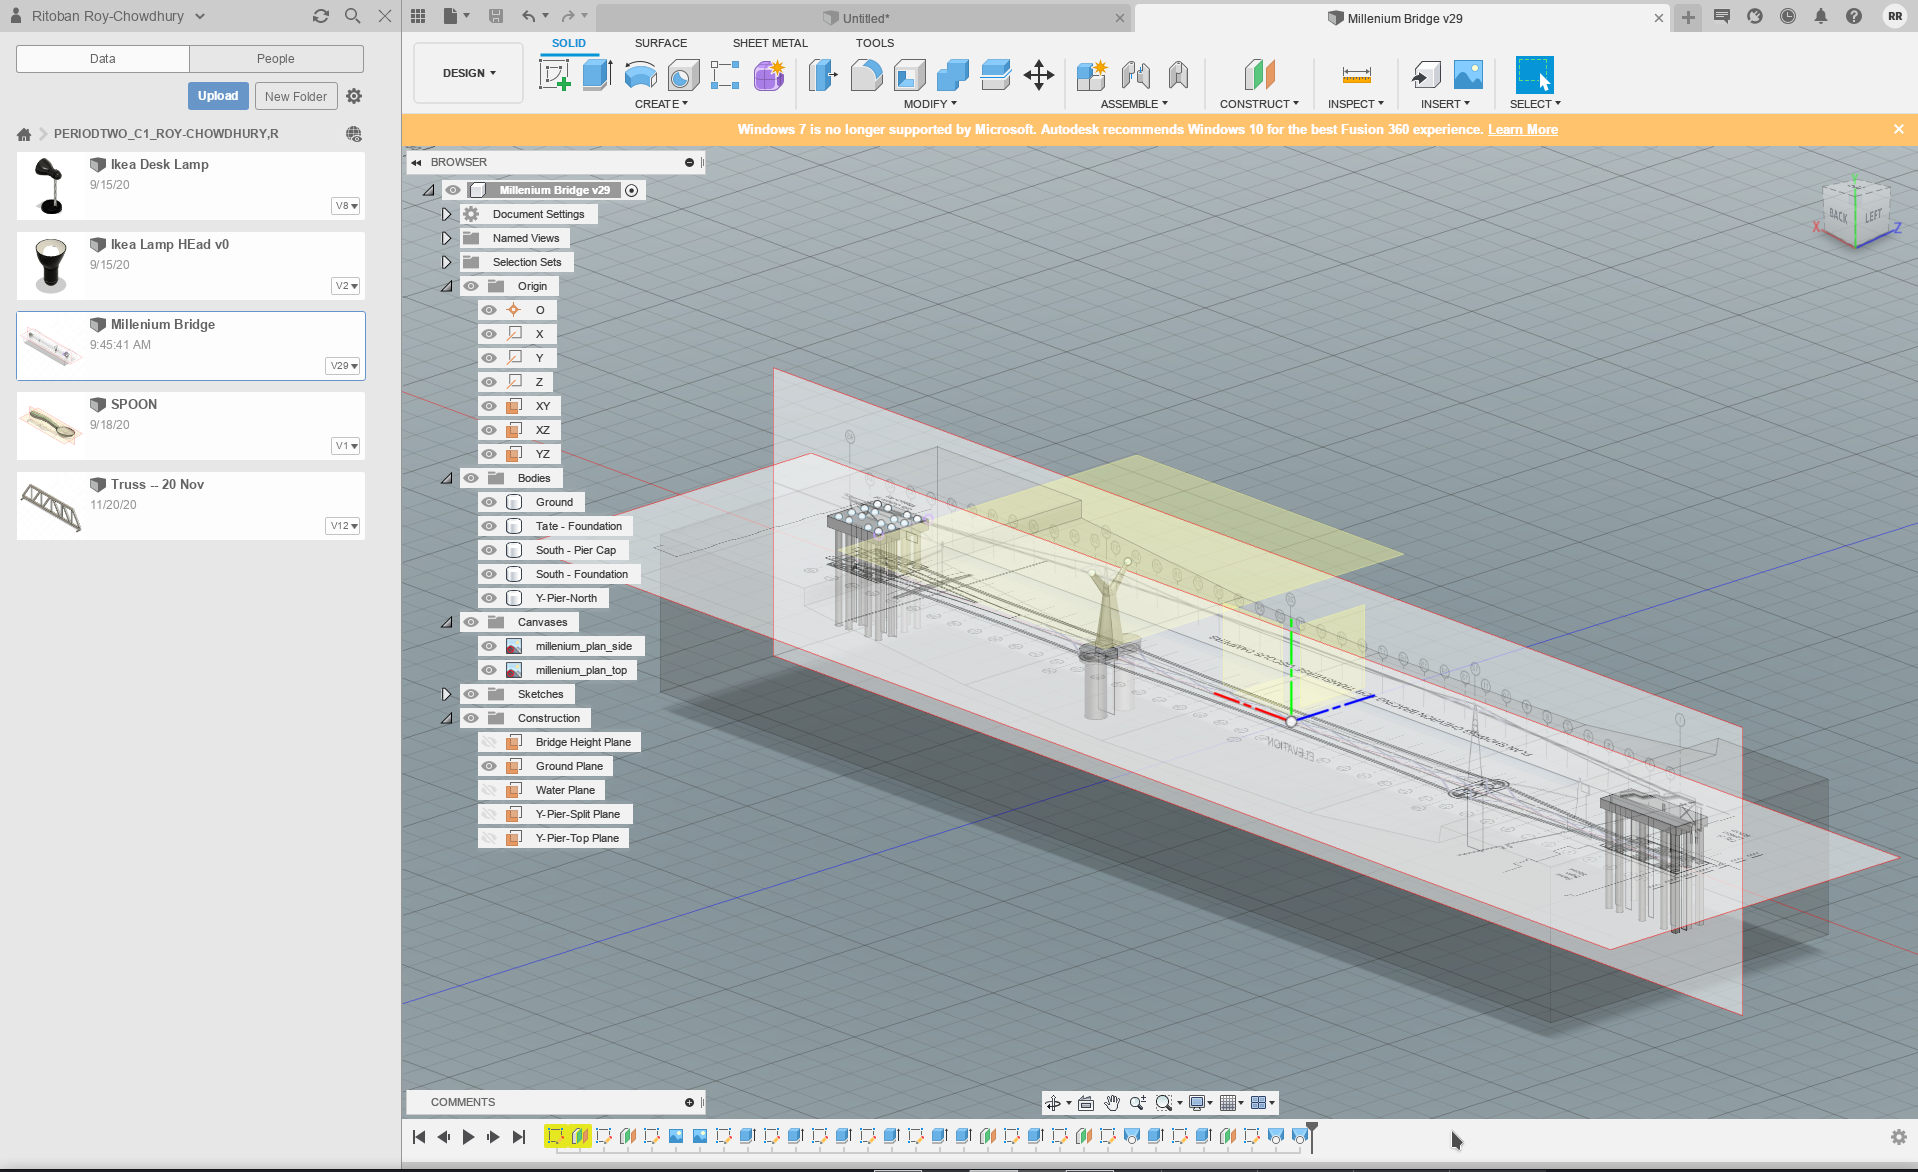 Ritoban Roy-Chowdhury
Untitled*
Millenium Bridge v29
RR
Data
People
Upload
New Folder
PERIODTWO_C1_ROY-CHOWDHURY,R
Ikea Desk Lamp
9/15/20
V8
Ikea Lamp HEad v0
9/15/20
V2
Millenium Bridge
9:45:41 AM
V29
SPOON
9/18/20
V1
Truss -- 20 Nov
11/20/20
V12
SOLID
SURFACE
SHEET METAL
TOOLS
DESIGN
CREATE
MODIFY
ASSEMBLE
CONSTRUCT
INSPECT
INSERT
SELECT
Windows 7 is no longer supported by Microsoft. Autodesk recommends Windows 10 for the best Fusion 360 experience. Learn More
BROWSER
Millenium Bridge v29
Document Settings
Named Views
Selection Sets
Origin
O
X
Y
Z
XY
XZ
YZ
Bodies
Ground
Tate - Foundation
South - Pier Cap
South - Foundation
Y-Pier-North
Canvases
millenium_plan_side
millenium_plan_top
Sketches
Construction
Bridge Height Plane
Ground Plane
Water Plane
Y-Pier-Split Plane
Y-Pier-Top Plane
Y
BACK
LEFT
X
Z
ELEVATION
COMMENTS